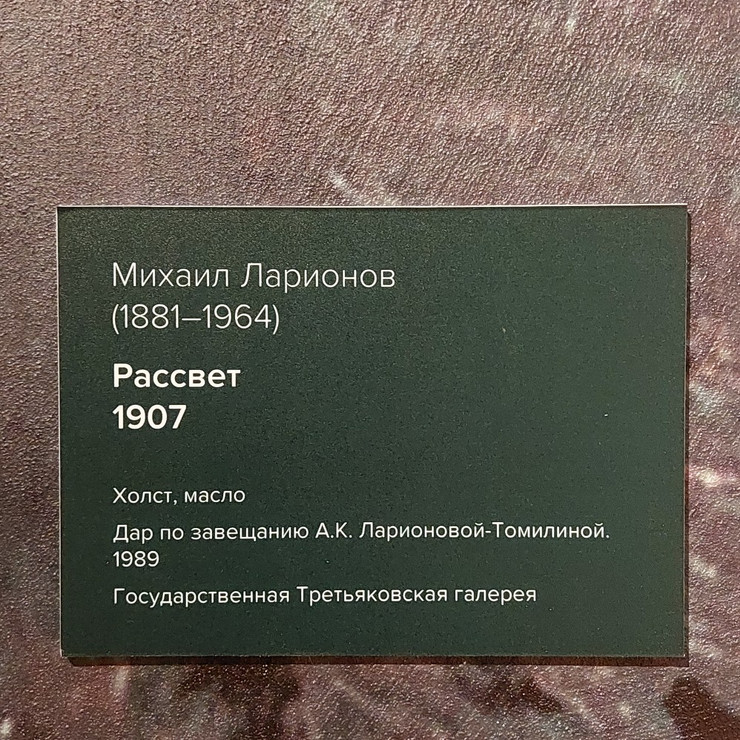 Михаил Ларионов
(1881–1964)
Рассвет
1907
Холст, масло
Дар по завещанию А.К. Ларионовой-Томилиной.
1989
Государственная Третьяковская галерея